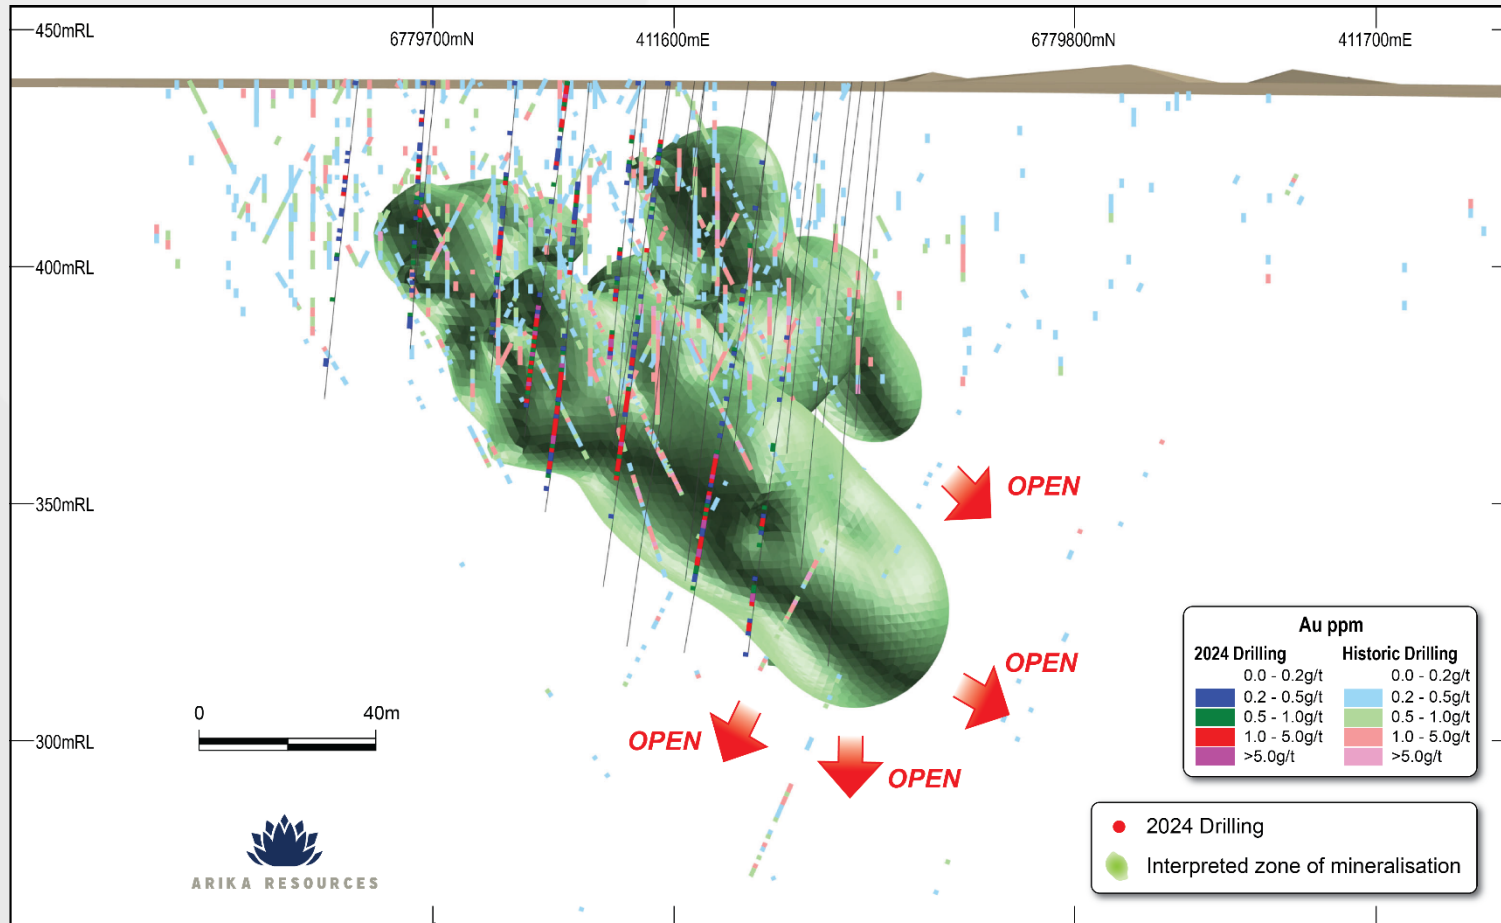 450mRL
6779700mN
411600mE
6779800mN
411700mE
400mRL
350mRL
OPEN
OPEN
OPEN
OPEN
300mRL
0 40m
Au ppm
2024 Drilling Historic Drilling
0.0 - 0.2g/t 0.0 - 0.2g/t
0.2 - 0.5g/t 0.2 - 0.5g/t
0.5 - 1.0g/t 0.5 - 1.0g/t
1.0 - 5.0g/t 1.0 - 5.0g/t
>5.0g/t >5.0g/t
2024 Drilling
Interpreted zone of mineralisation
ARIKA RESOURCES